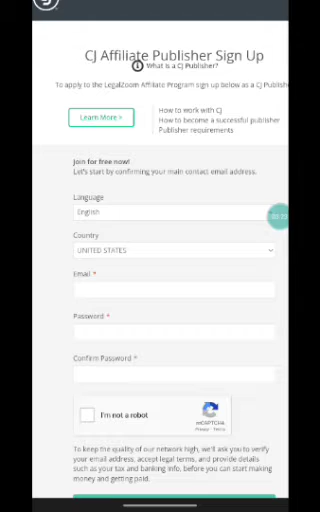 CJ Affiliate Publisher Sign Up
What is a CJ Publisher?
To apply to the LegalZoom Affiliate Program sign up below as a CJ Publish
Learn More >
How to work with CJ
How to become a successful publisher
Publisher requirements
Join for free now!
Let's start by confirming your main contact email address.
Language
English
Country
UNITED STATES
Email *
Password *
Confirm Password *
I'm not a robot
reCAPTCHA
Privacy - Terms
To keep the quality of our network high, we'll ask you to verify
your email address, accept legal terms, and provide details
such as your tax and banking info, before you can start making
money and getting paid.